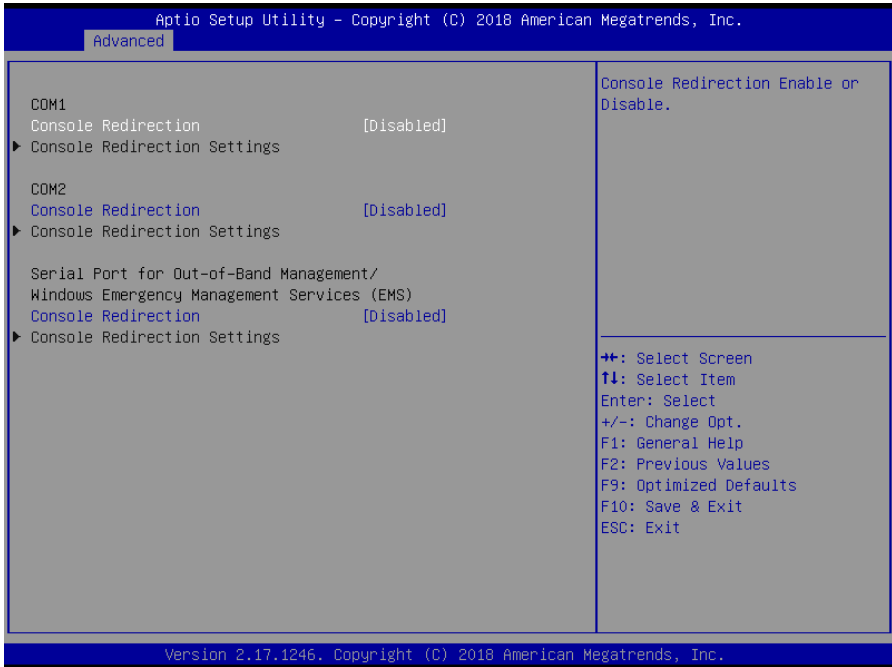 Aptio Setup Utility – Copyright (C) 2018 American Megatrends, Inc.
Advanced
COM1
Console Redirection [Disabled]
▶ Console Redirection Settings
COM2
Console Redirection [Disabled]
▶ Console Redirection Settings
Serial Port for Out-of-Band Management/
Windows Emergency Management Services (EMS)
Console Redirection [Disabled]
▶ Console Redirection Settings
Console Redirection Enable or
Disable.
→←: Select Screen
↑↓: Select Item
Enter: Select
+/-: Change Opt.
F1: General Help
F2: Previous Values
F9: Optimized Defaults
F10: Save & Exit
ESC: Exit
Version 2.17.1246. Copyright (C) 2018 American Megatrends, Inc.